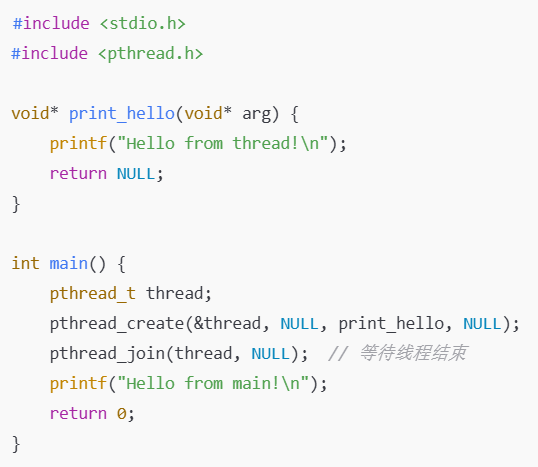 #include <stdio.h>
#include <pthread.h>

void* print_hello(void* arg) {
    printf("Hello from thread!\n");
    return NULL;
}

int main() {
    pthread_t thread;
    pthread_create(&thread, NULL, print_hello, NULL);
    pthread_join(thread, NULL);  // 等待线程结束
    printf("Hello from main!\n");
    return 0;
}